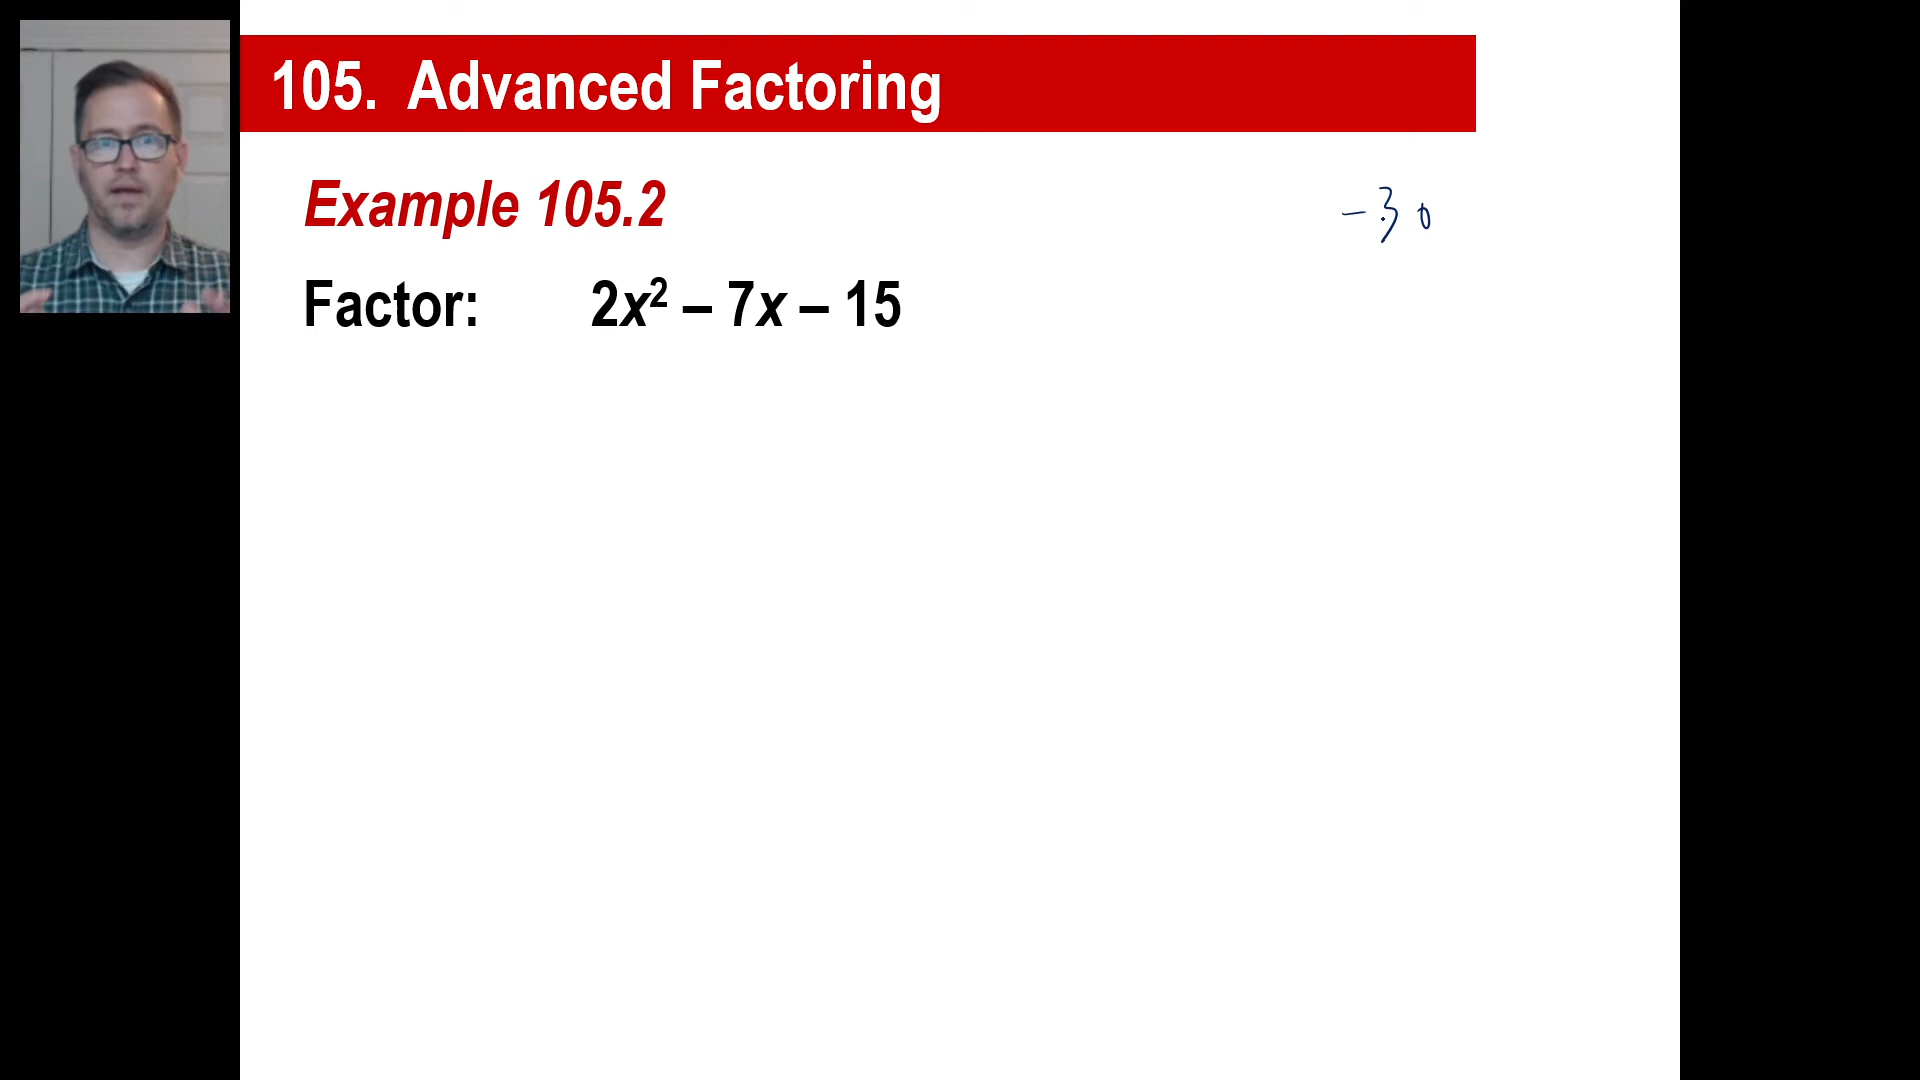 105. Advanced Factoring
Example 105.2
-30
Factor: 2x² – 7x – 15